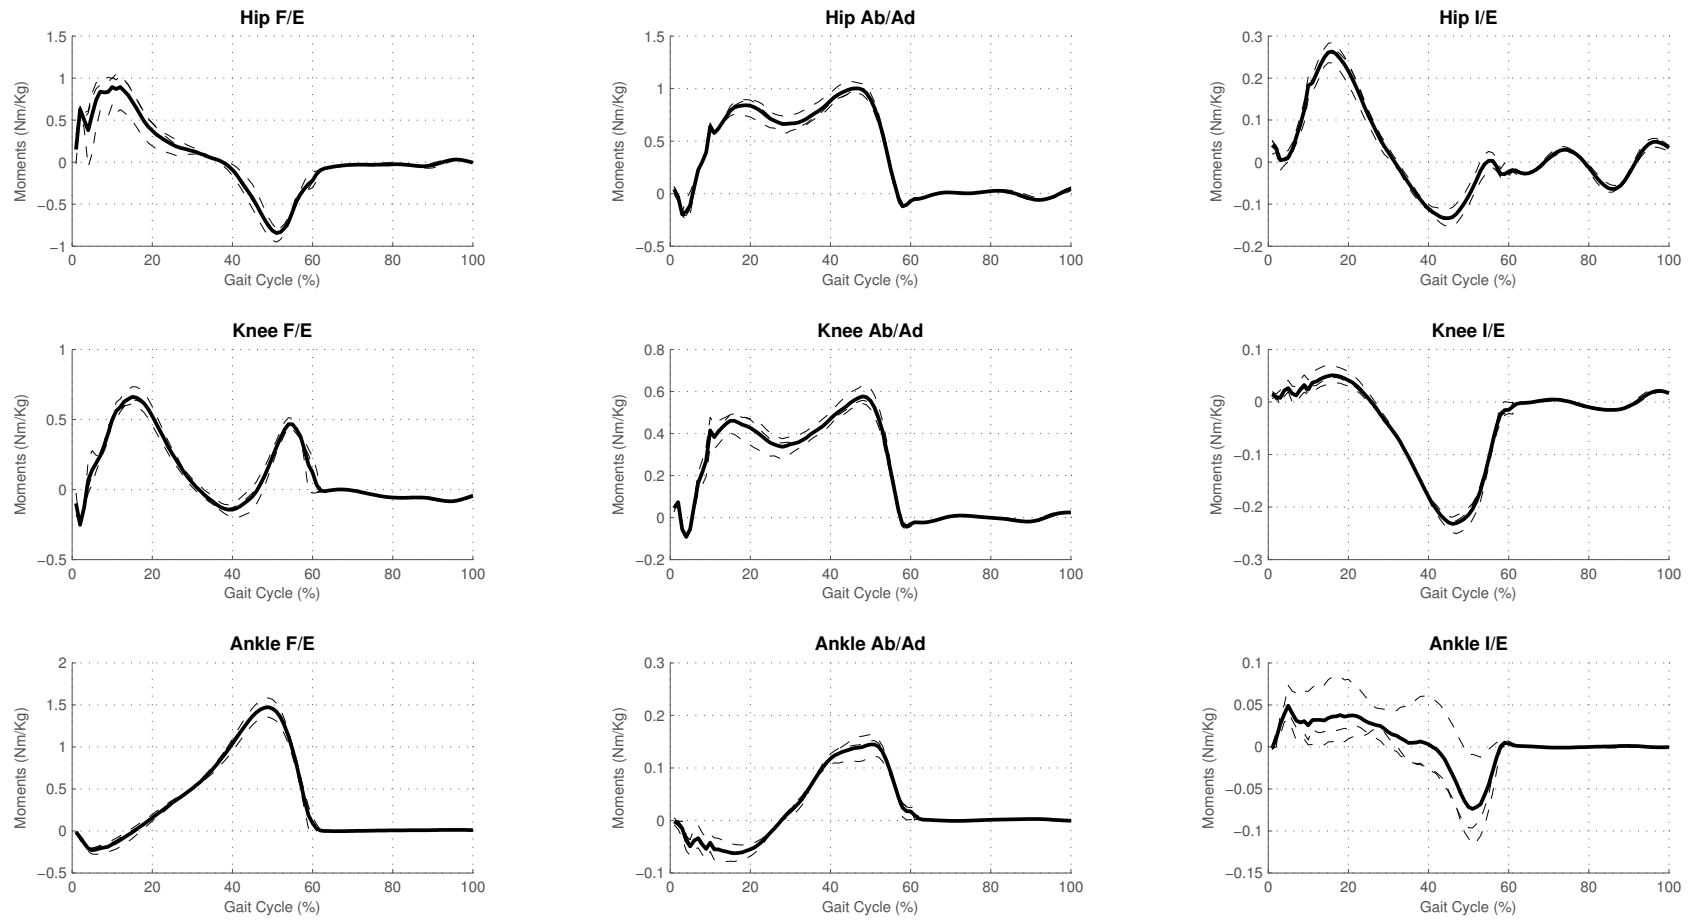 Hip F/E
1.5
1
0.5
0
−0.5
−1
Moments (Nm/Kg)
0 20 40 60 80 100
Gait Cycle (%)
Hip Ab/Ad
1.5
1
0.5
0
−0.5
Moments (Nm/Kg)
0 20 40 60 80 100
Gait Cycle (%)
Hip I/E
0.3
0.2
0.1
0
−0.1
−0.2
Moments (Nm/Kg)
0 20 40 60 80 100
Gait Cycle (%)
Knee F/E
1
0.5
0
−0.5
Moments (Nm/Kg)
0 20 40 60 80 100
Gait Cycle (%)
Knee Ab/Ad
0.8
0.6
0.4
0.2
0
−0.2
Moments (Nm/Kg)
0 20 40 60 80 100
Gait Cycle (%)
Knee I/E
0.1
0
−0.1
−0.2
−0.3
Moments (Nm/Kg)
0 20 40 60 80 100
Gait Cycle (%)
Ankle F/E
2
1.5
1
0.5
0
−0.5
Moments (Nm/Kg)
0 20 40 60 80 100
Gait Cycle (%)
Ankle Ab/Ad
0.3
0.2
0.1
0
−0.1
Moments (Nm/Kg)
0 20 40 60 80 100
Gait Cycle (%)
Ankle I/E
0.1
0.05
0
−0.05
−0.1
−0.15
Moments (Nm/Kg)
0 20 40 60 80 100
Gait Cycle (%)